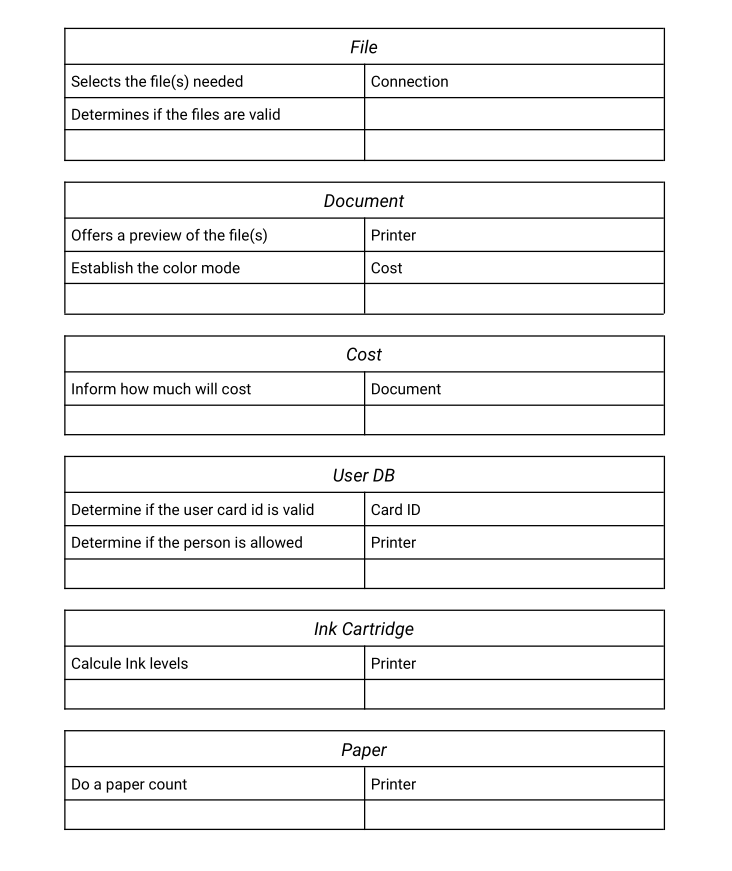 File
Selects the file(s) needed Connection
Determines if the files are valid
Document
Offers a preview of the file(s) Printer
Establish the color mode Cost
Cost
Inform how much will cost Document
User DB
Determine if the user card id is valid Card ID
Determine if the person is allowed Printer
Ink Cartridge
Calcule Ink levels Printer
Paper
Do a paper count Printer